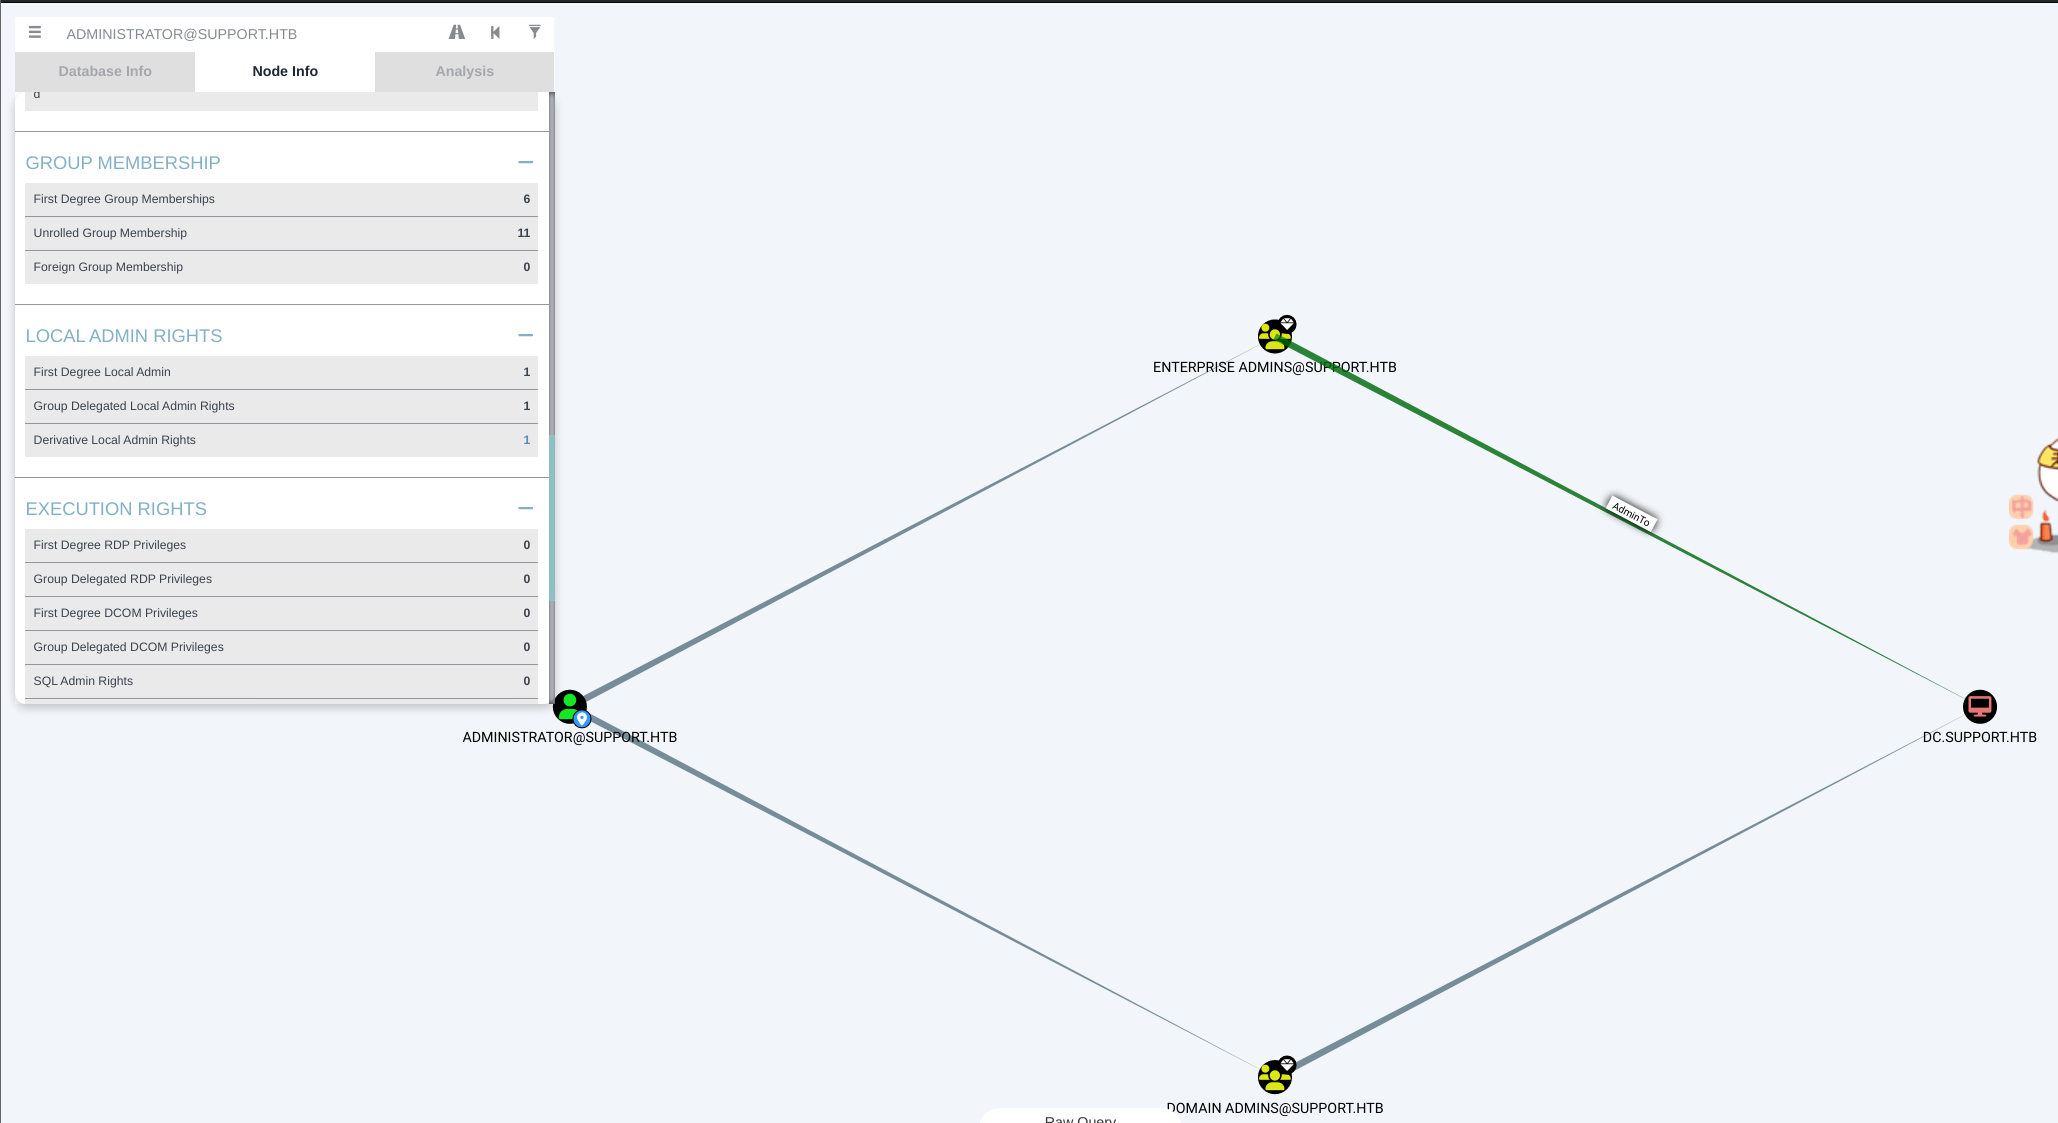 ADMINISTRATOR@SUPPORT.HTB
Database Info
Node Info
Analysis
GROUP MEMBERSHIP
First Degree Group Memberships 6
Unrolled Group Membership 11
Foreign Group Membership 0
LOCAL ADMIN RIGHTS
First Degree Local Admin 1
Group Delegated Local Admin Rights 1
Derivative Local Admin Rights 1
EXECUTION RIGHTS
First Degree RDP Privileges 0
Group Delegated RDP Privileges 0
First Degree DCOM Privileges 0
Group Delegated DCOM Privileges 0
SQL Admin Rights 0
ENTERPRISE ADMINS@SUPPORT.HTB
AdminTo
中
ADMINISTRATOR@SUPPORT.HTB
DC.SUPPORT.HTB
DOMAIN ADMINS@SUPPORT.HTB
Raw Query